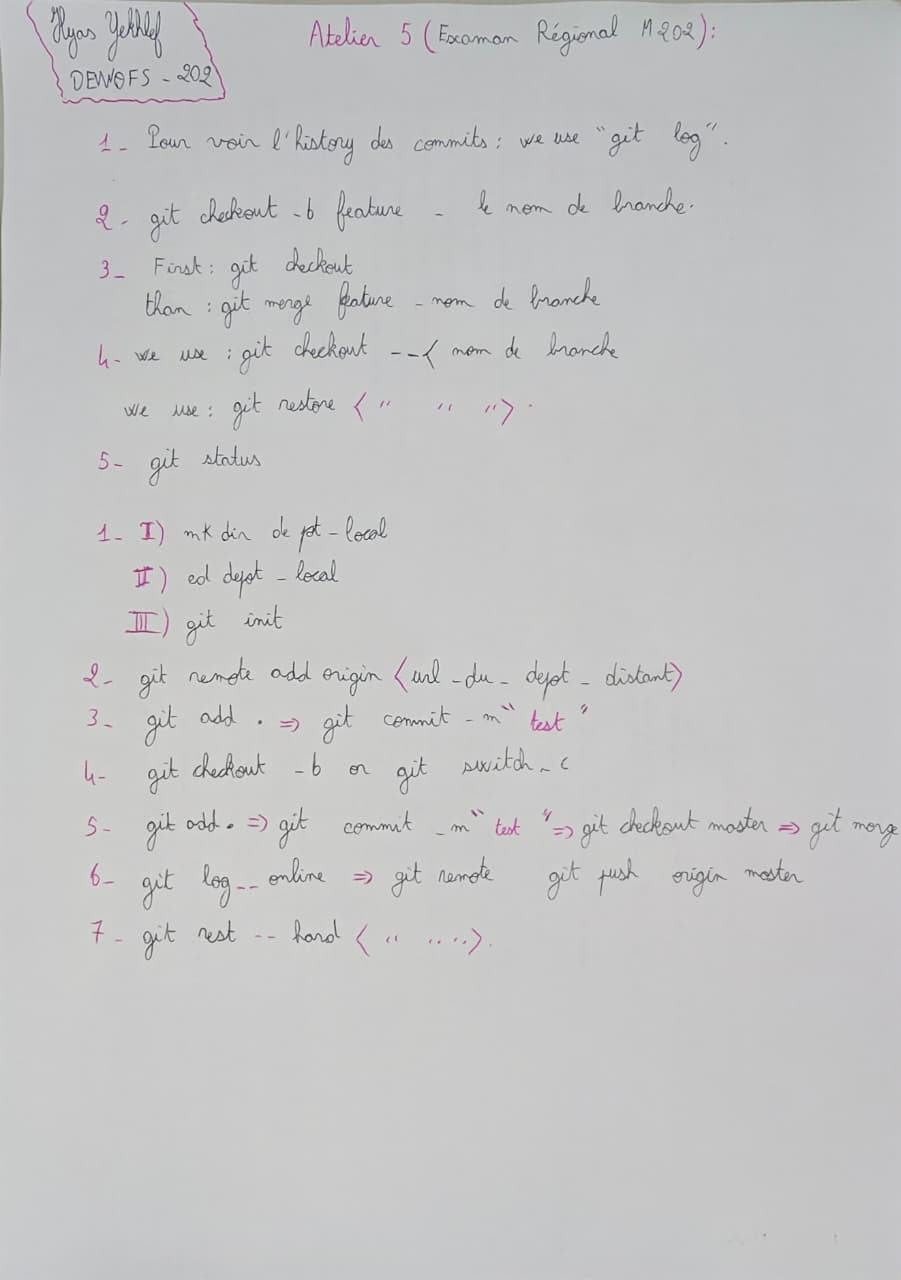 Ilyas Yekhlef
DEWOFS - 202
Atelier 5 (Examan Régional M202):
1- Pour voir l'history des commits: we use "git log".
2- git checkout -b feature - le nom de branche.
3- First: git checkout
than: git merge feature - nom de branche
4- we use: git checkout --< nom de branche
we use: git restore < " " ">.
5- git status
1- I) mkdir depot-local
II) cd depot-local
III) git init
2- git remote add origin <url-du-depot-distant>
3- git add . => git commit -m "test"
4- git checkout -b or git switch -c
5- git add . => git commit -m "test" => git checkout master => git merge
6- git log -- online => git remote git push origin master
7- git rest -- hard < " " ">.